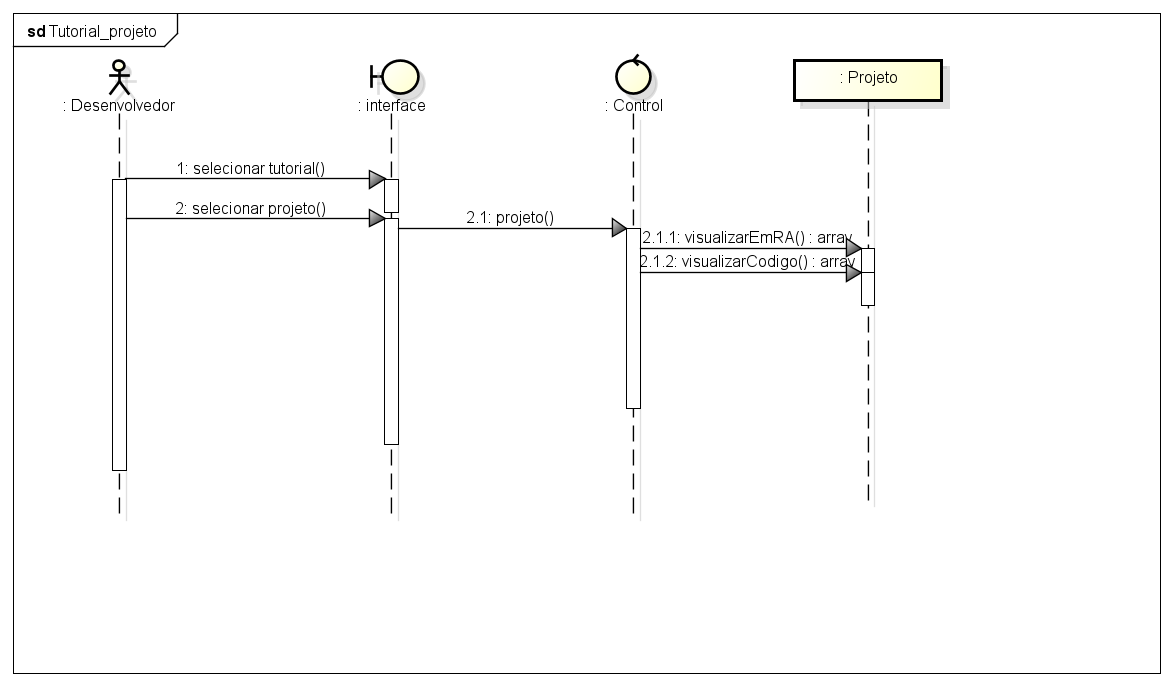 sd Tutorial_projeto
: Desenvolvedor
: interface
: Control
: Projeto
1: selecionar tutorial()
2: selecionar projeto()
2.1: projeto()
2.1.1: visualizarEmRA() : array
2.1.2: visualizarCodigo() : array